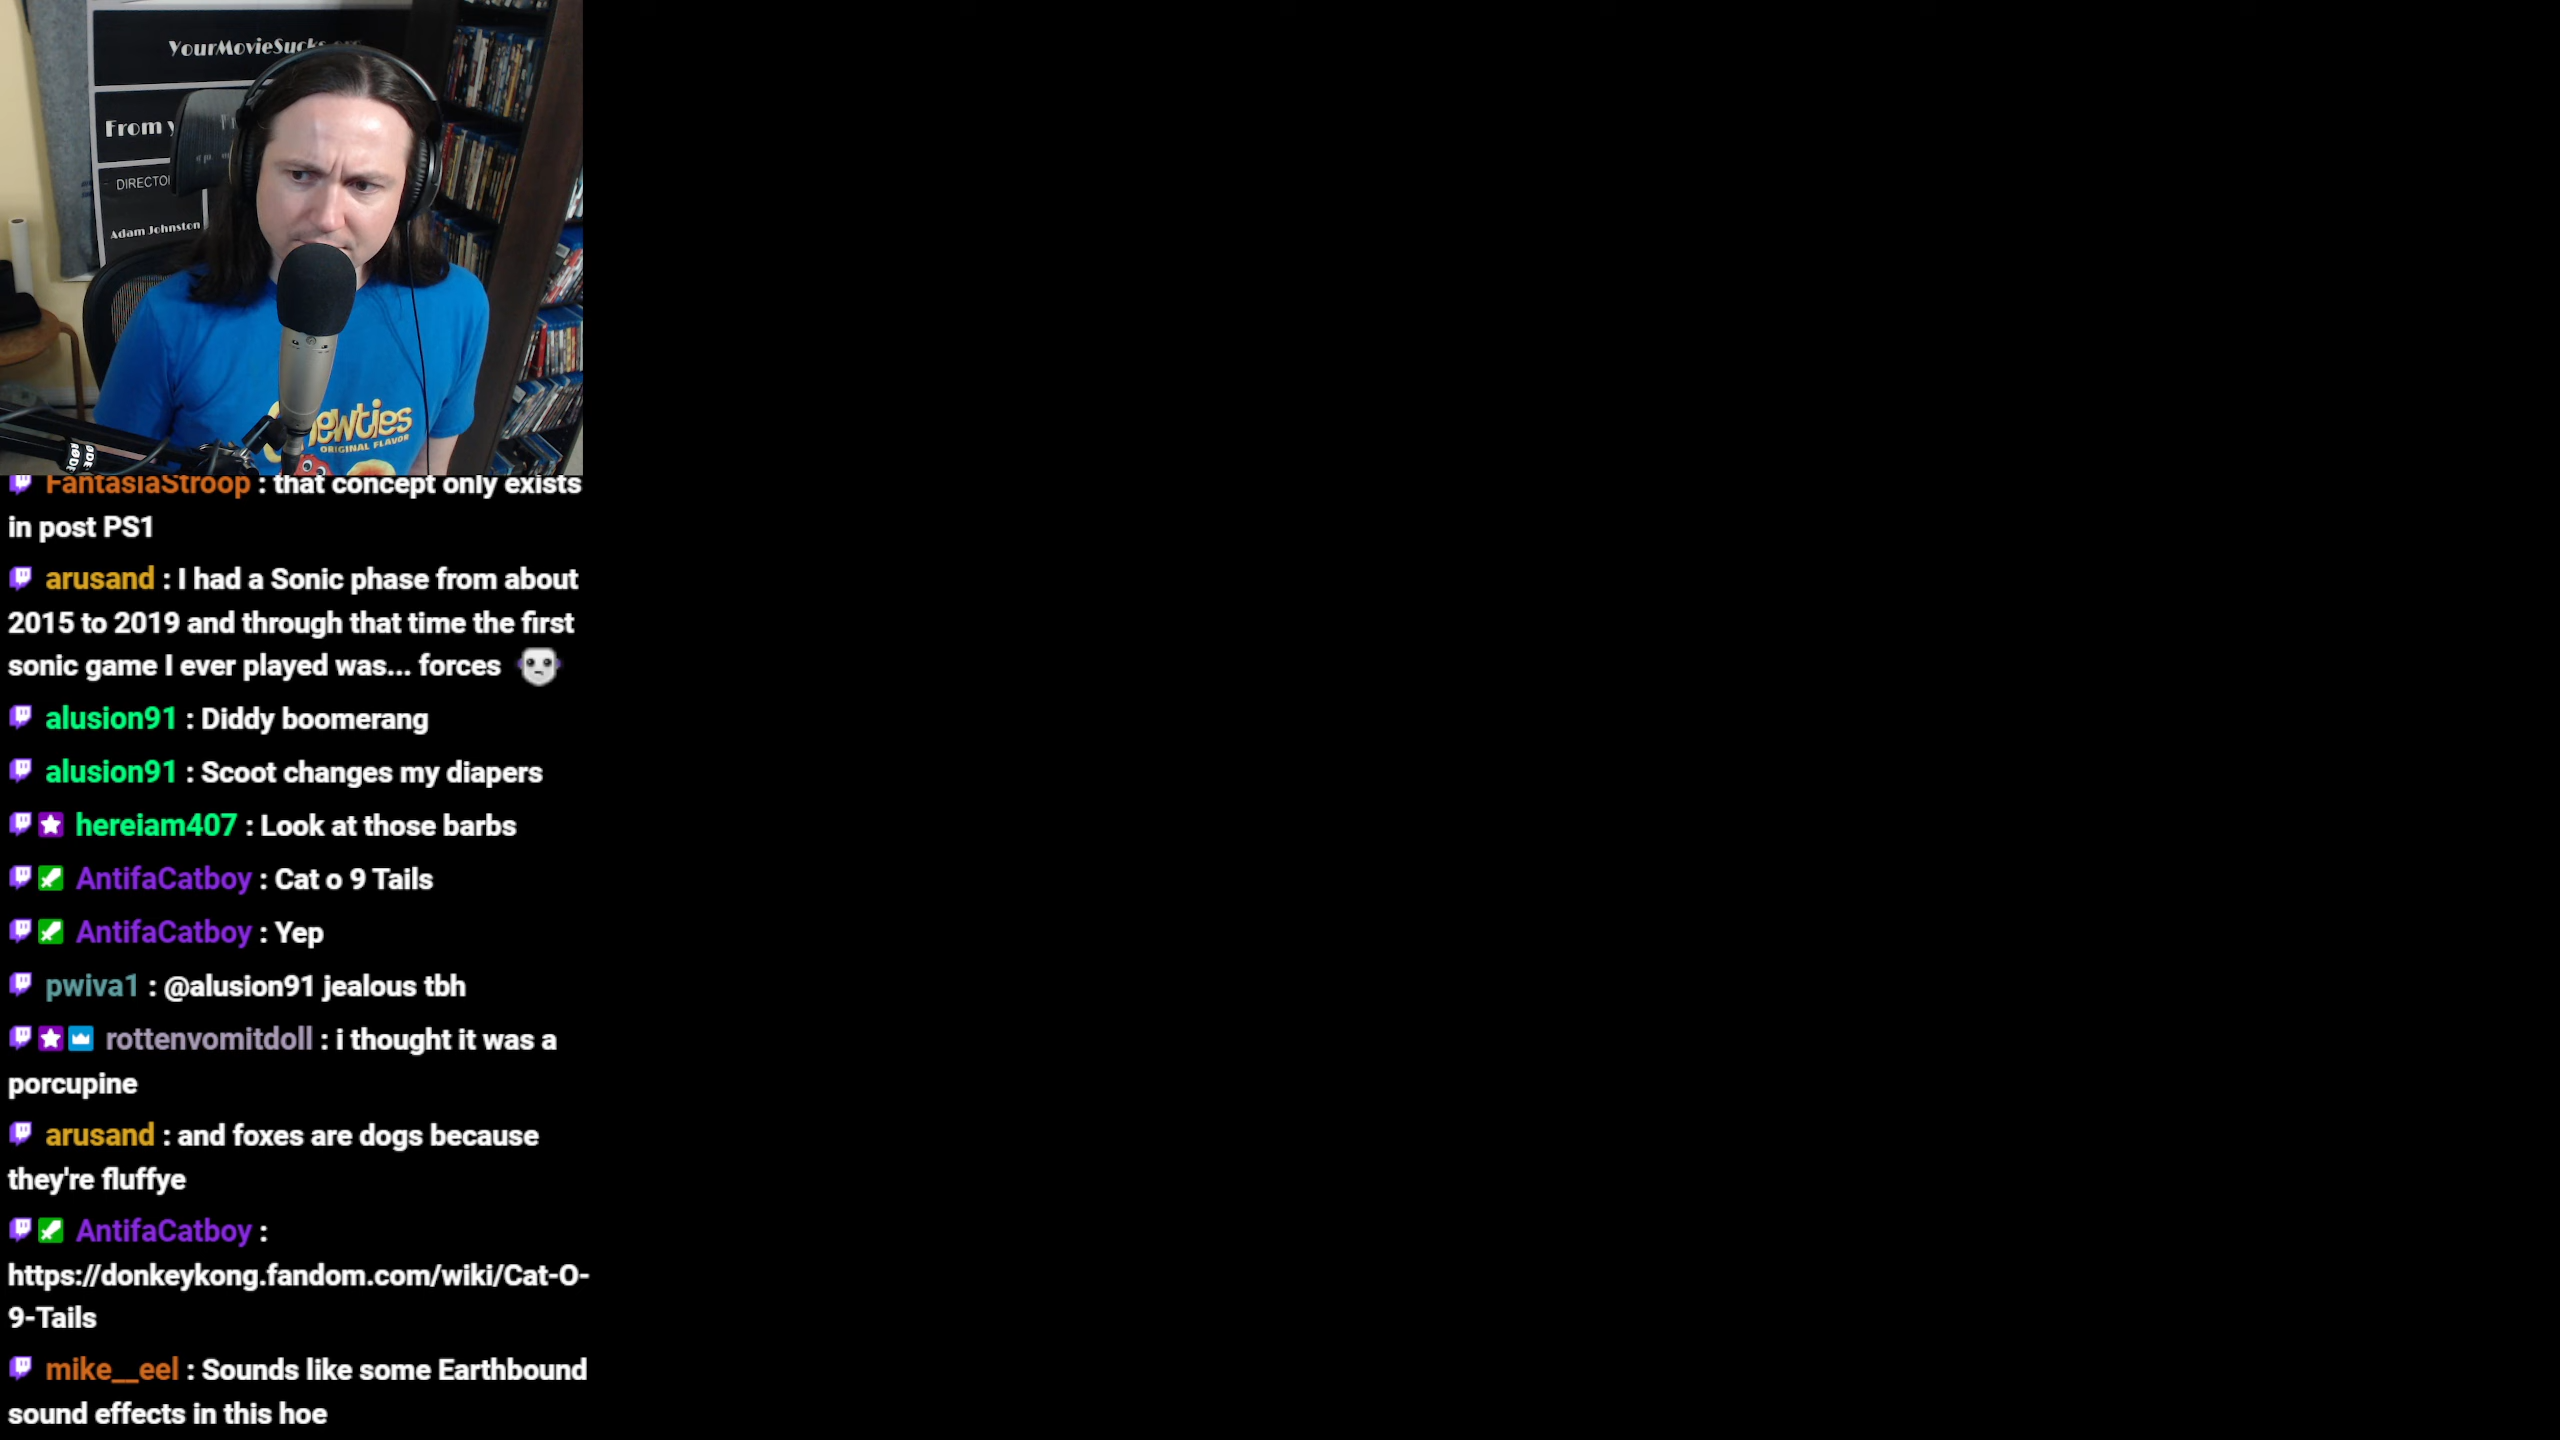 YourMovieSucks.org
From y
DIRECTO
Adam Johnston
ewties
ORIGINAL FLAVOR
RØDE
FantasiaStroop : that concept only exists
in post PS1
arusand : I had a Sonic phase from about
2015 to 2019 and through that time the first
sonic game I ever played was... forces
alusion91 : Diddy boomerang
alusion91 : Scoot changes my diapers
hereiam407 : Look at those barbs
AntifaCatboy : Cat o 9 Tails
AntifaCatboy : Yep
pwiva1 : @alusion91 jealous tbh
rottenvomitdoll : i thought it was a
porcupine
arusand : and foxes are dogs because
they're fluffye
AntifaCatboy :
https://donkeykong.fandom.com/wiki/Cat-O-
9-Tails
mike__eel : Sounds like some Earthbound
sound effects in this hoe